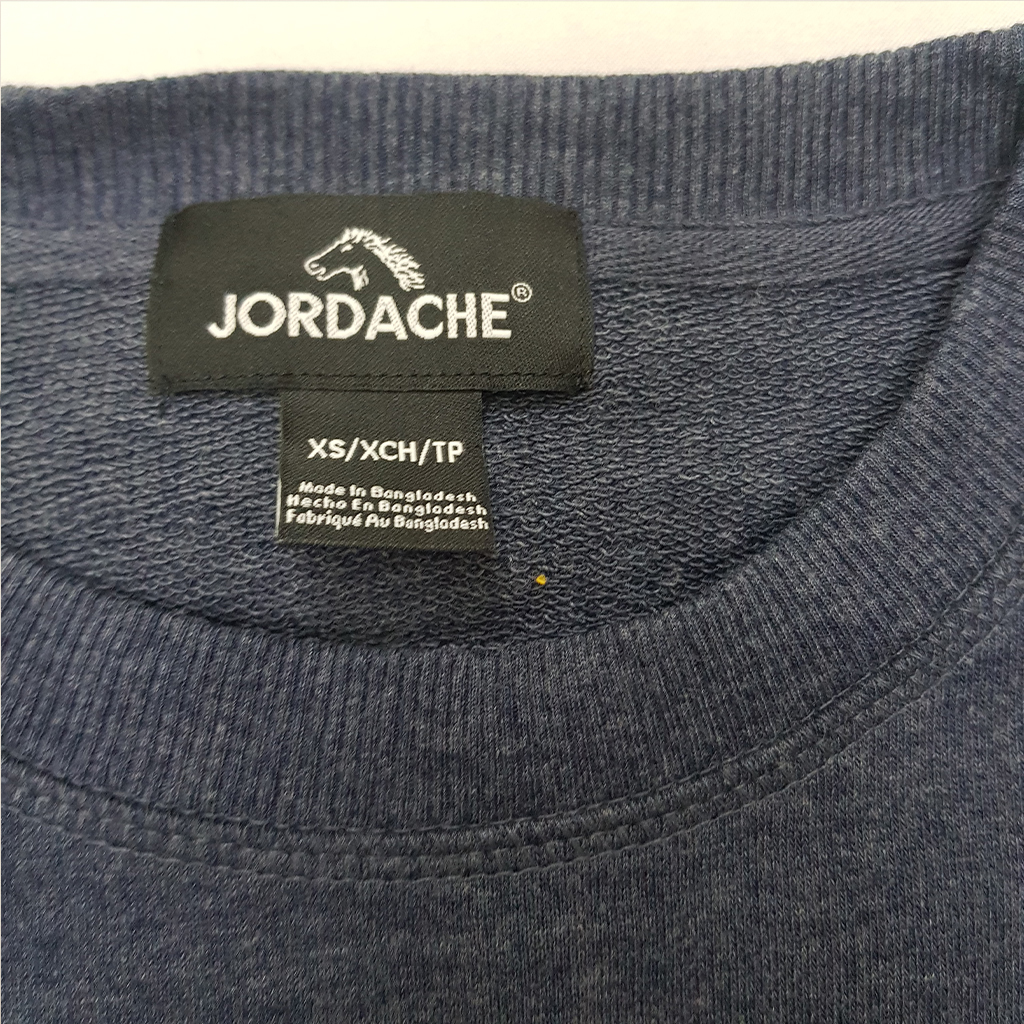 JORDACHE®
XS/XCH/TP
Made In Bangladesh
Hecho En Bangladesh
Fabriqué Au Bangladesh